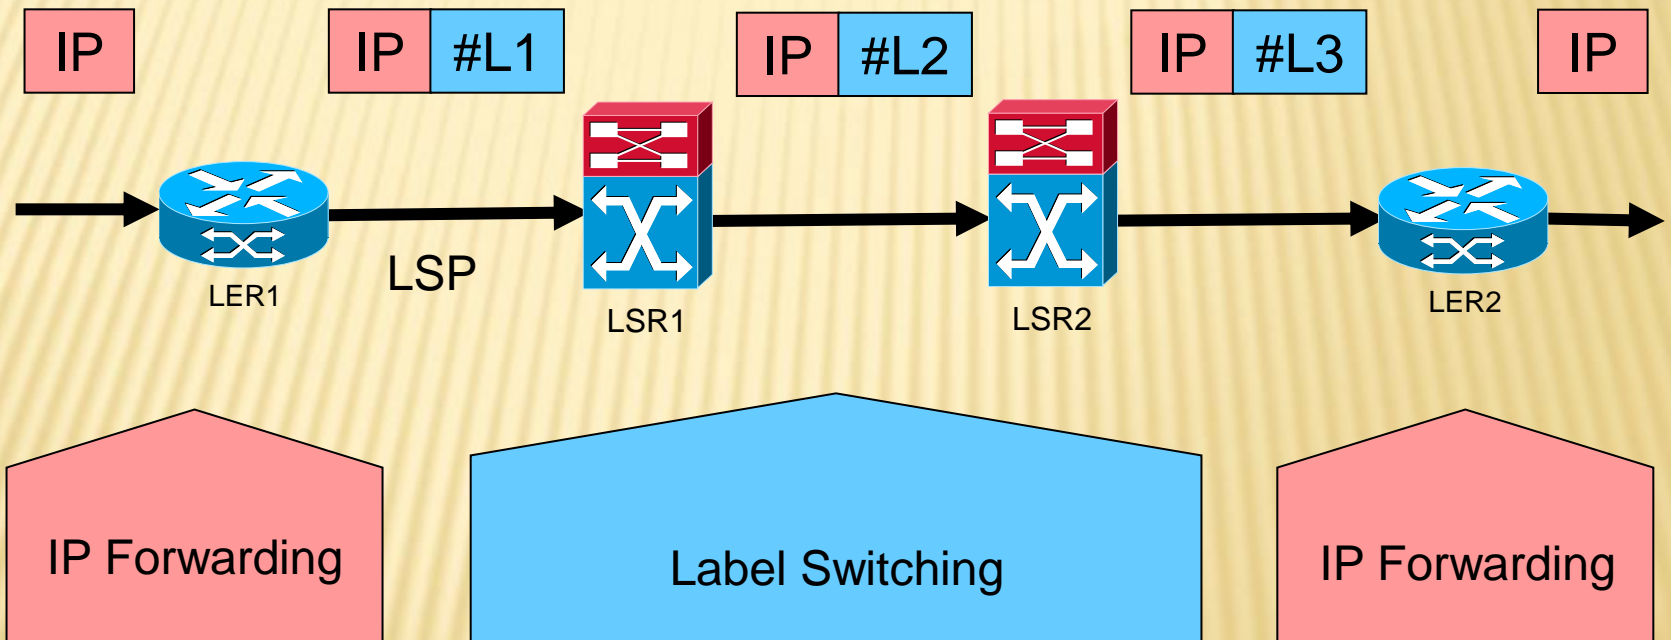 IP
IP #L1
IP #L2
IP #L3
IP
LER1
LSP
LSR1
LSR2
LER2
IP Forwarding
Label Switching
IP Forwarding